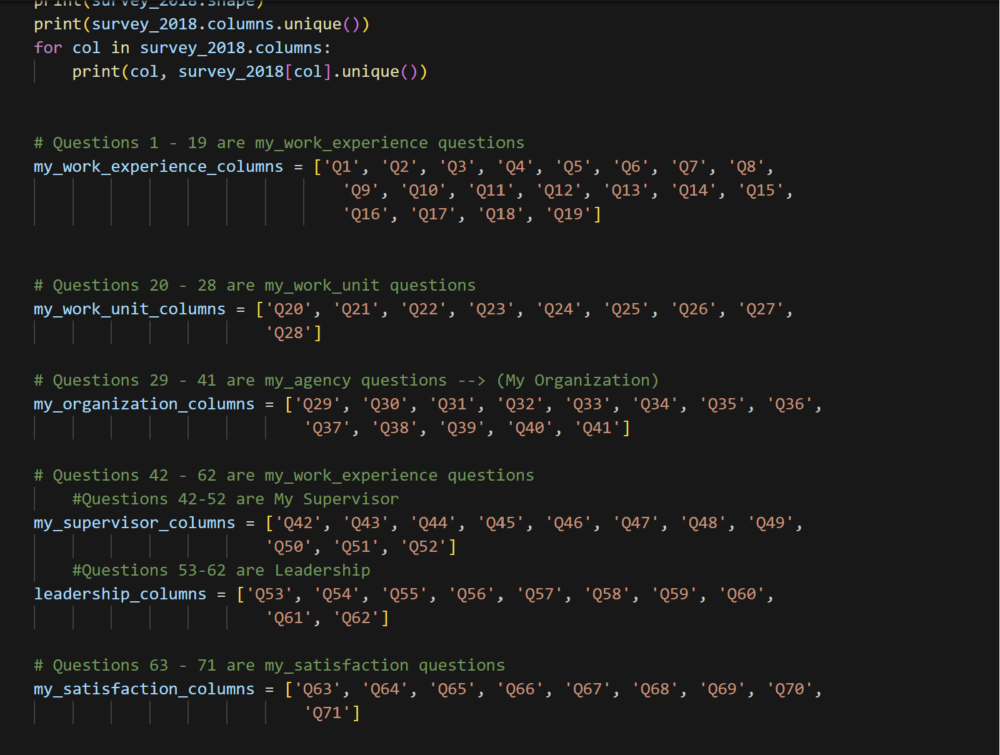 print(survey_2018.shape)
print(survey_2018.columns.unique())
for col in survey_2018.columns:
    print(col, survey_2018[col].unique())
# Questions 1 - 19 are my_work_experience questions
my_work_experience_columns = ['Q1', 'Q2', 'Q3', 'Q4', 'Q5', 'Q6', 'Q7', 'Q8',
                                'Q9', 'Q10', 'Q11', 'Q12', 'Q13', 'Q14', 'Q15',
                                'Q16', 'Q17', 'Q18', 'Q19']
# Questions 20 - 28 are my_work_unit questions
my_work_unit_columns = ['Q20', 'Q21', 'Q22', 'Q23', 'Q24', 'Q25', 'Q26', 'Q27',
                        'Q28']
# Questions 29 - 41 are my_agency questions --> (My Organization)
my_organization_columns = ['Q29', 'Q30', 'Q31', 'Q32', 'Q33', 'Q34', 'Q35', 'Q36',
                            'Q37', 'Q38', 'Q39', 'Q40', 'Q41']
# Questions 42 - 62 are my_work_experience questions
    #Questions 42-52 are My Supervisor
my_supervisor_columns = ['Q42', 'Q43', 'Q44', 'Q45', 'Q46', 'Q47', 'Q48', 'Q49',
                        'Q50', 'Q51', 'Q52']
    #Questions 53-62 are Leadership
leadership_columns = ['Q53', 'Q54', 'Q55', 'Q56', 'Q57', 'Q58', 'Q59', 'Q60',
                        'Q61', 'Q62']
# Questions 63 - 71 are my_satisfaction questions
my_satisfaction_columns = ['Q63', 'Q64', 'Q65', 'Q66', 'Q67', 'Q68', 'Q69', 'Q70',
                            'Q71']